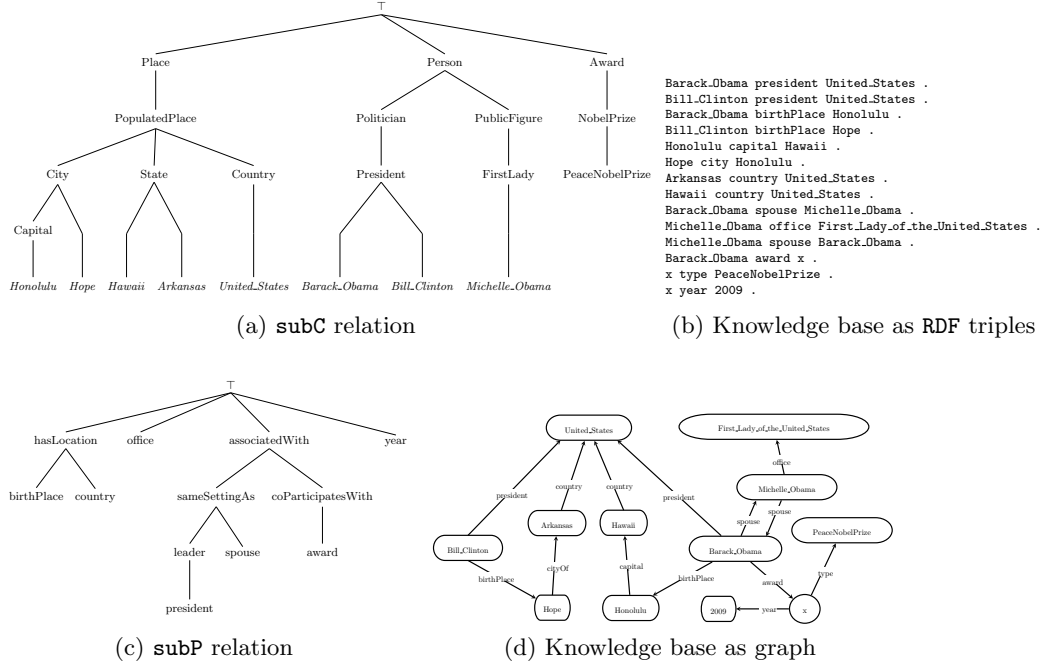 ⊤
Place Person Award
PopulatedPlace Politician PublicFigure NobelPrize
City State Country President FirstLady PeaceNobelPrize
Capital
Honolulu Hope Hawaii Arkansas United_States Barack_Obama Bill_Clinton Michelle_Obama
(a) subC relation
Barack_Obama president United_States .
Bill_Clinton president United_States .
Barack_Obama birthPlace Honolulu .
Bill_Clinton birthPlace Hope .
Honolulu capital Hawaii .
Hope city Honolulu .
Arkansas country United_States .
Hawaii country United_States .
Barack_Obama spouse Michelle_Obama .
Michelle_Obama office First_Lady_of_the_United_States .
Michelle_Obama spouse Barack_Obama .
Barack_Obama award x .
x type PeaceNobelPrize .
x year 2009 .
(b) Knowledge base as RDF triples
⊤
hasLocation office associatedWith year
birthPlace country sameSettingAs coParticipatesWith
leader spouse award
president
(c) subP relation
United_States First_Lady_of_the_United_States
office
Michelle_Obama
president country country president
spouse spouse
Arkansas Hawaii PeaceNobelPrize
Bill_Clinton Barack_Obama
cityOf capital type
birthPlace birthPlace award
Hope Honolulu 2009 year x
(d) Knowledge base as graph